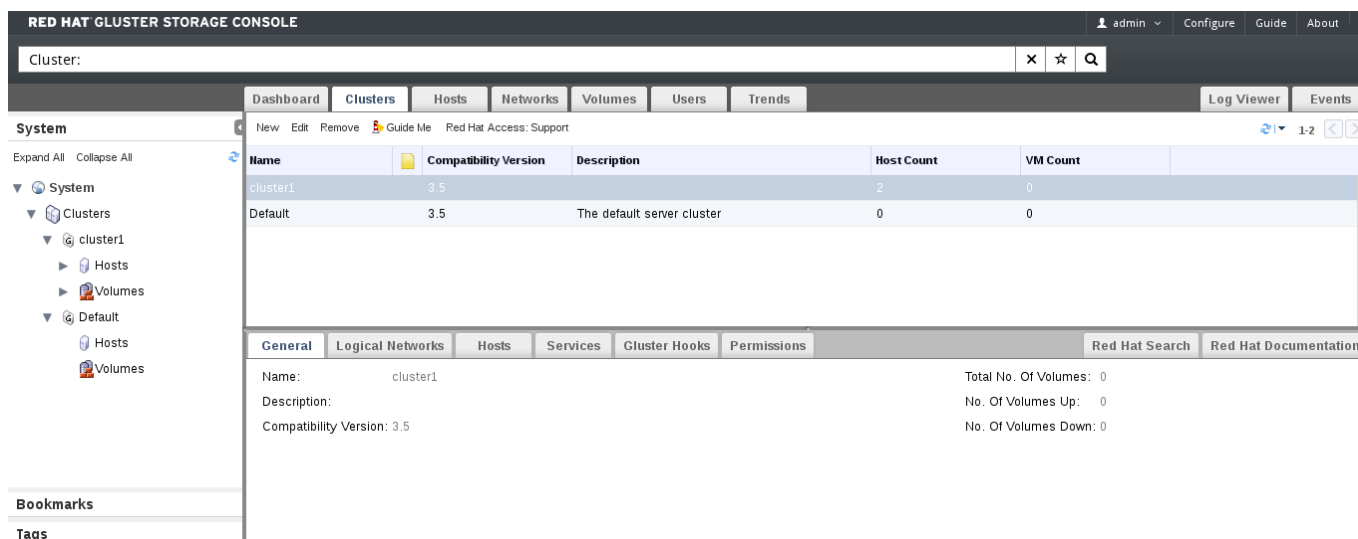 RED HAT GLUSTER STORAGE CONSOLE
admin Configure Guide About
Cluster:
Dashboard Clusters Hosts Networks Volumes Users Trends Log Viewer Events
System
New Edit Remove Guide Me Red Hat Access: Support 1-2
Expand All Collapse All
Name Compatibility Version Description Host Count VM Count
cluster1 3.5 2 0
Default 3.5 The default server cluster 0 0
System
Clusters
cluster1
Hosts
Volumes
Default
Hosts
Volumes
General Logical Networks Hosts Services Gluster Hooks Permissions Red Hat Search Red Hat Documentation
Name: cluster1 Total No. Of Volumes: 0
Description: No. Of Volumes Up: 0
Compatibility Version: 3.5 No. Of Volumes Down: 0
Bookmarks
Tags